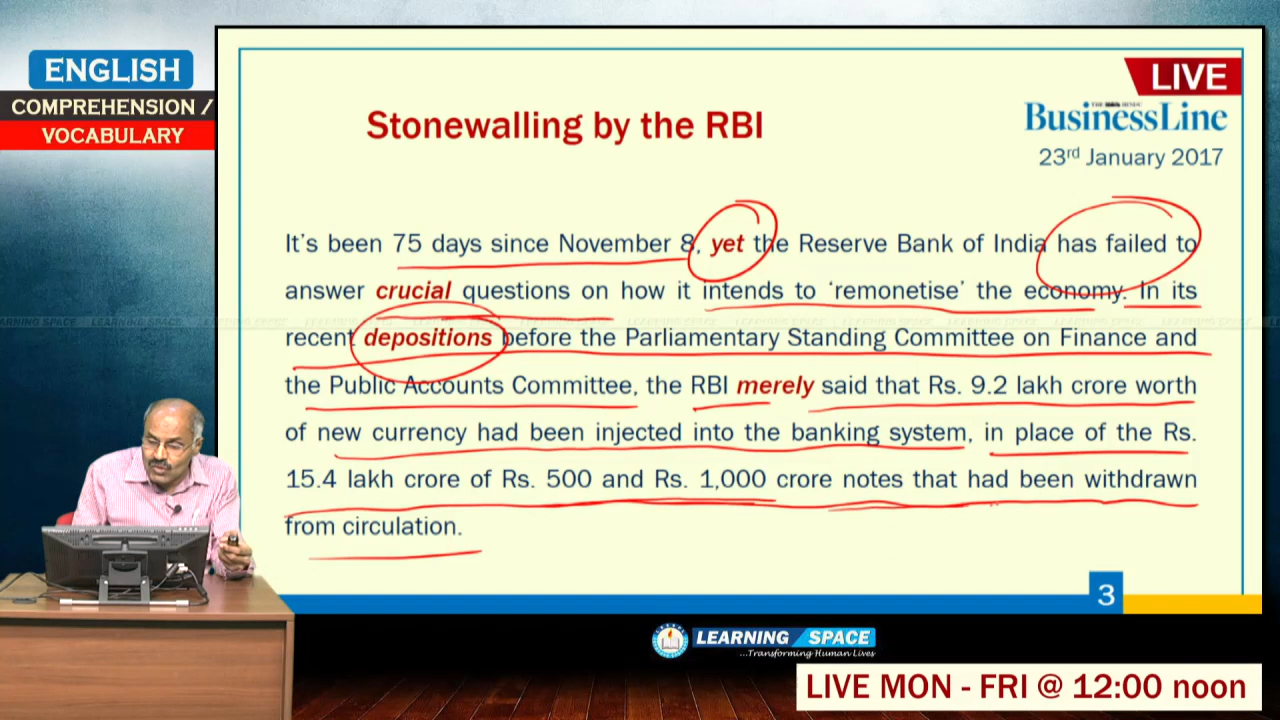 ENGLISH
COMPREHENSION /
VOCABULARY
LIVE
Stonewalling by the RBI
THE HINDU
BusinessLine
23rd January 2017
It's been 75 days since November 8, yet the Reserve Bank of India has failed to
answer crucial questions on how it intends to 'remonetise' the economy. In its
recent depositions before the Parliamentary Standing Committee on Finance and
the Public Accounts Committee, the RBI merely said that Rs. 9.2 lakh crore worth
of new currency had been injected into the banking system, in place of the Rs.
15.4 lakh crore of Rs. 500 and Rs. 1,000 crore notes that had been withdrawn
from circulation.
3
LEARNING SPACE
...Transforming Human Lives
LIVE MON - FRI @ 12:00 noon